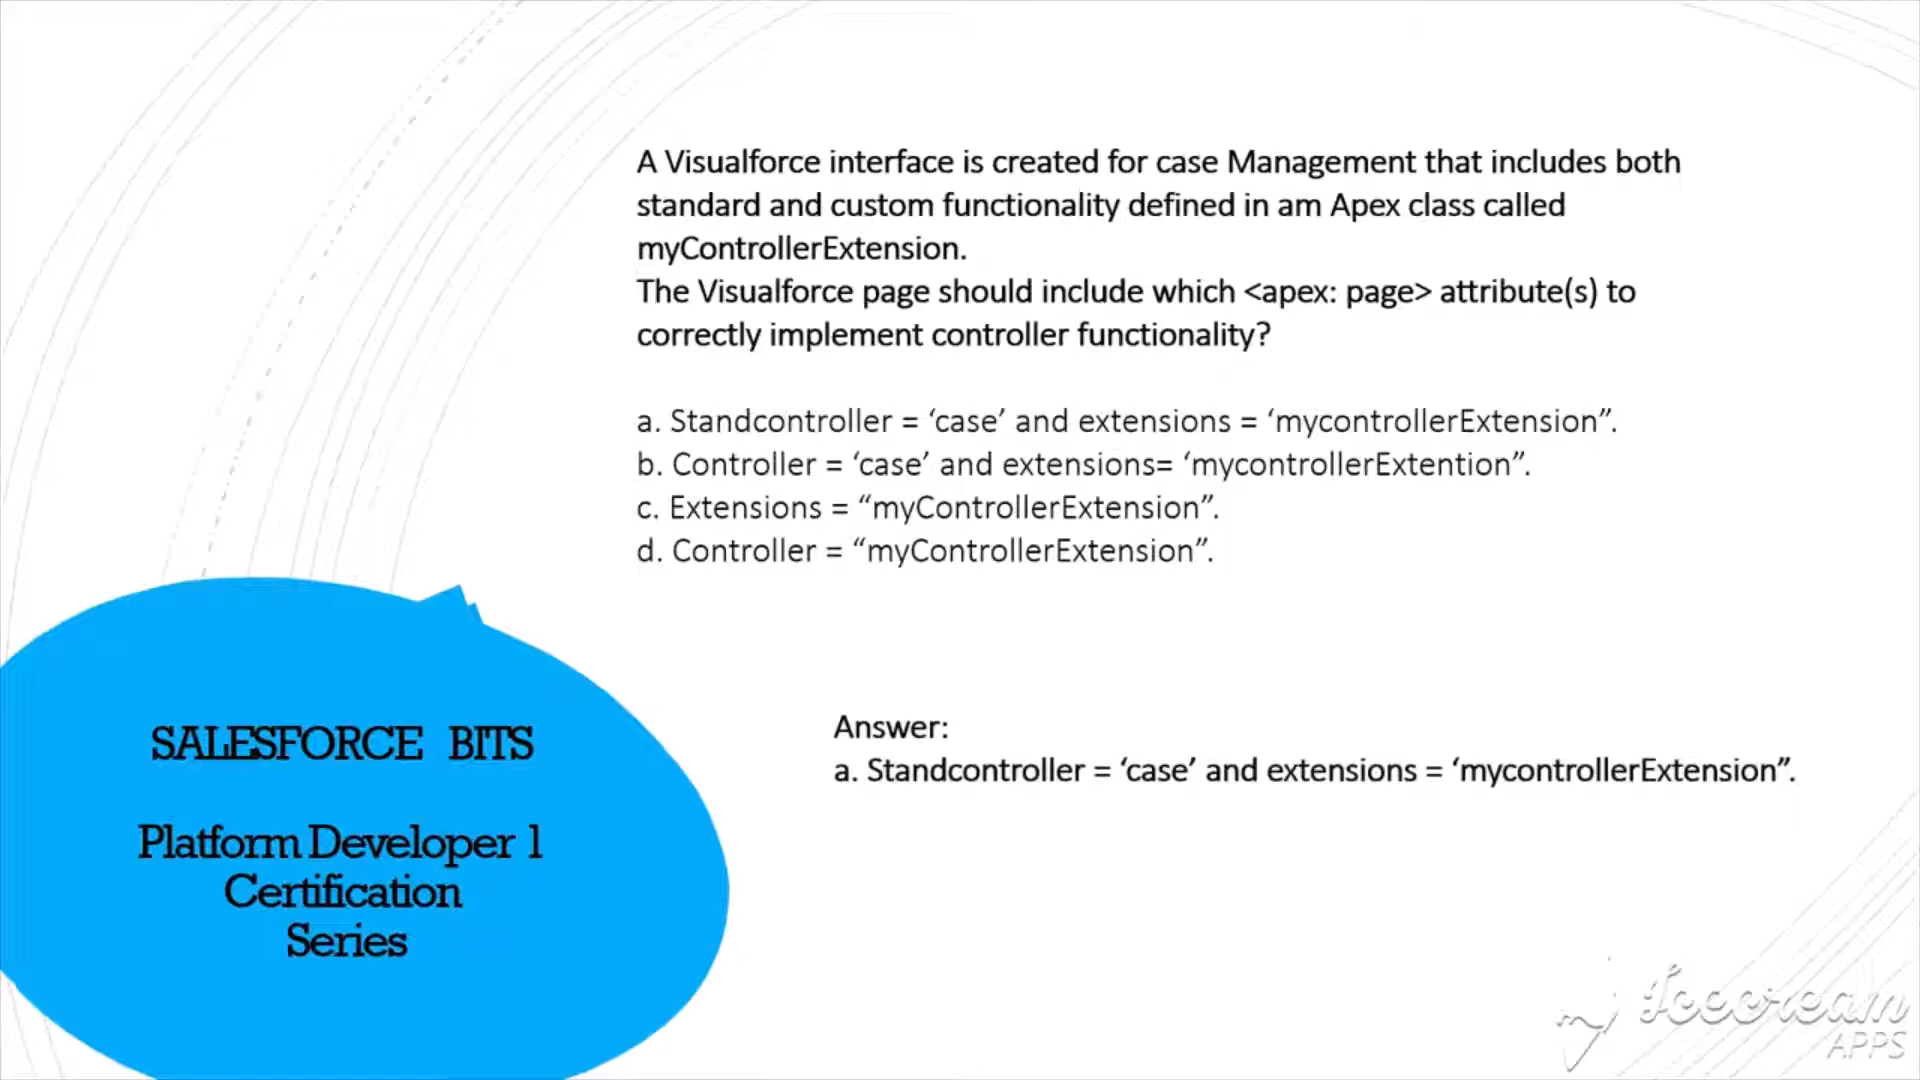 A Visualforce interface is created for case Management that includes both
standard and custom functionality defined in am Apex class called
myControllerExtension.
The Visualforce page should include which <apex: page> attribute(s) to
correctly implement controller functionality?
a. Standcontroller = ‘case’ and extensions = ‘mycontrollerExtension”.
b. Controller = ‘case’ and extensions= ‘mycontrollerExtention”.
c. Extensions = “myControllerExtension”.
d. Controller = “myControllerExtension”.
Answer:
a. Standcontroller = ‘case’ and extensions = ‘mycontrollerExtension”.
SALESFORCE BITS
Platform Developer 1
Certification
Series
Icecream
APPS